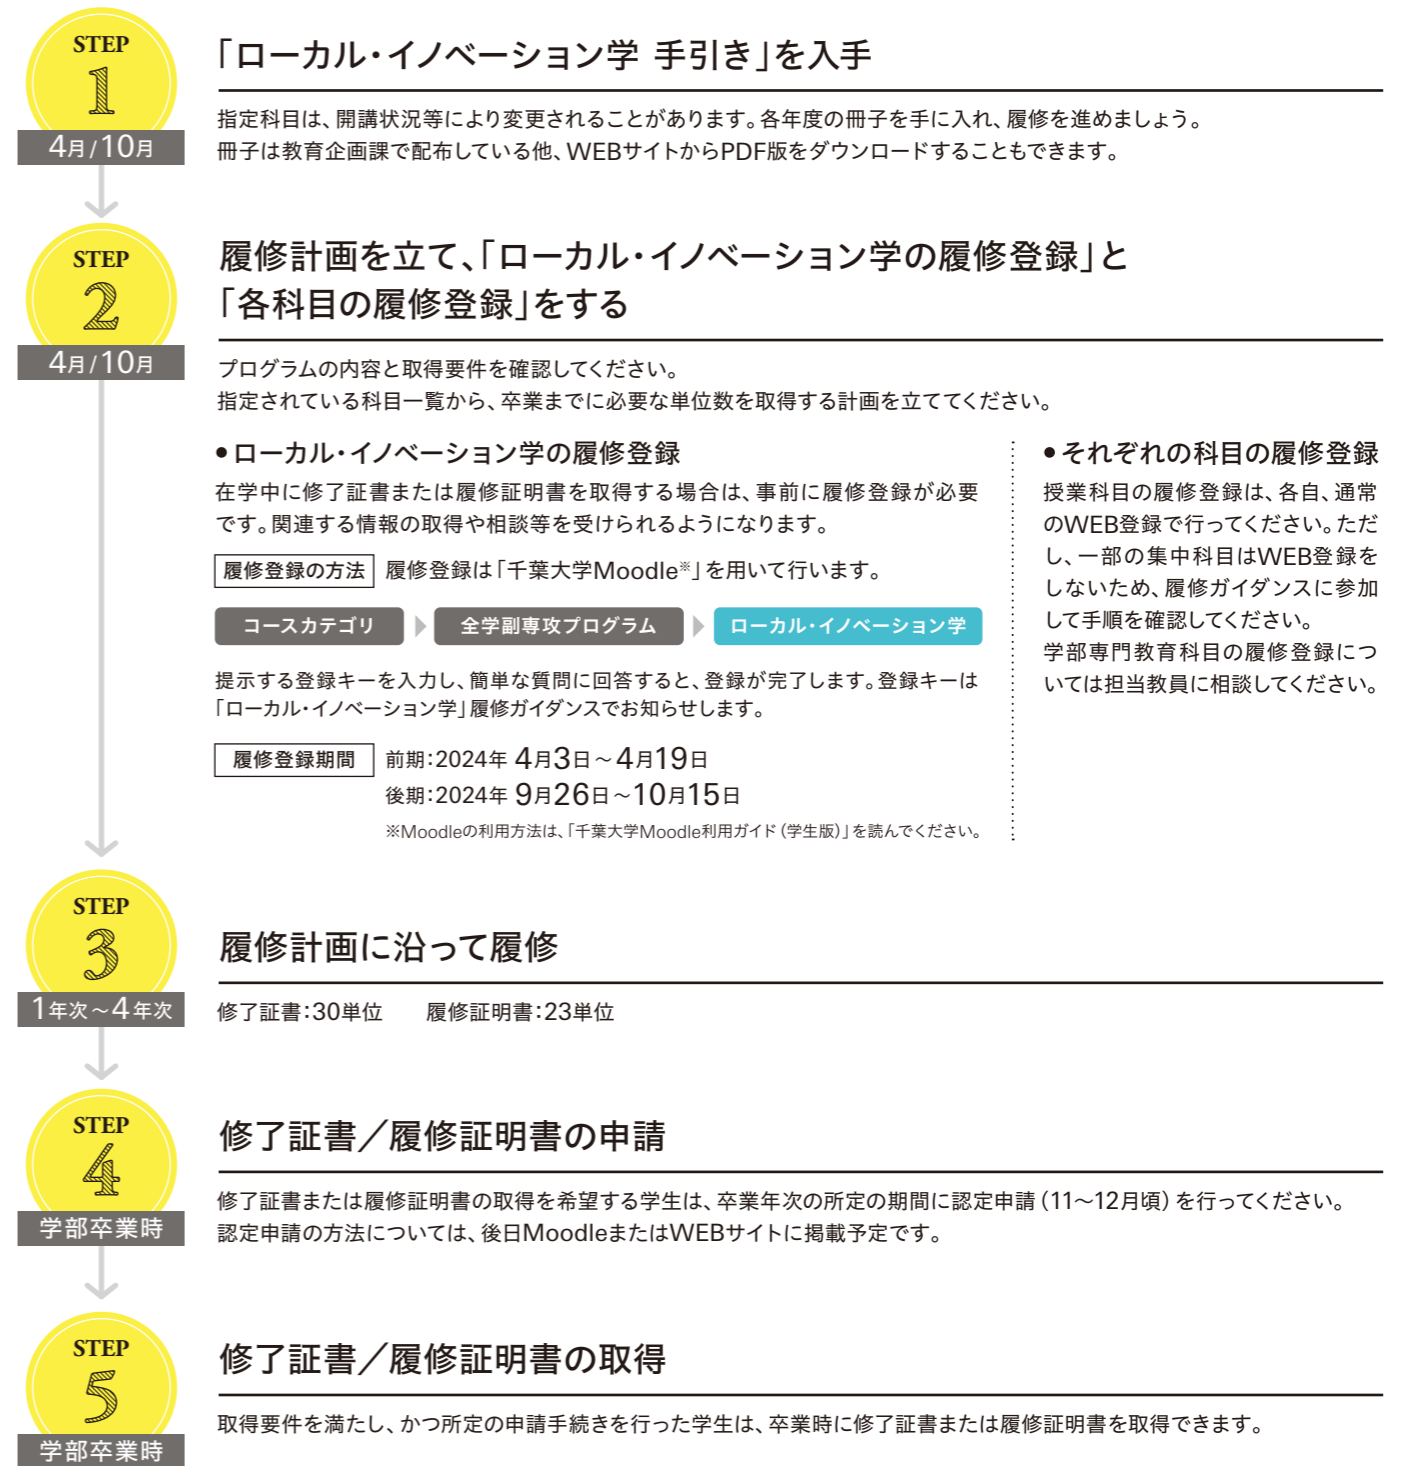 STEP
1
4月/10月
「ローカル・イノベーション学 手引き」を入手
指定科目は、開講状況等により変更されることがあります。各年度の冊子を手に入れ、履修を進めましょう。
冊子は教育企画課で配布している他、WEBサイトからPDF版をダウンロードすることもできます。
STEP
2
4月/10月
履修計画を立て、「ローカル・イノベーション学の履修登録」と
「各科目の履修登録」をする
プログラムの内容と取得要件を確認してください。
指定されている科目一覧から、卒業までに必要な単位数を取得する計画を立ててください。
●ローカル・イノベーション学の履修登録
在学中に修了証書または履修証明書を取得する場合は、事前に履修登録が必要
です。関連する情報の取得や相談等を受けられるようになります。
履修登録の方法 履修登録は「千葉大学Moodle※」を用いて行います。
コースカテゴリ 全学副専攻プログラム ローカル・イノベーション学
提示する登録キーを入力し、簡単な質問に回答すると、登録が完了します。登録キーは
「ローカル・イノベーション学」履修ガイダンスでお知らせします。
履修登録期間 前期：2024年 4月3日～4月19日
後期：2024年 9月26日～10月15日
※Moodleの利用方法は、「千葉大学Moodle利用ガイド（学生版）」を読んでください。
●それぞれの科目の履修登録
授業科目の履修登録は、各自、通常
のWEB登録で行ってください。ただ
し、一部の集中科目はWEB登録を
しないため、履修ガイダンスに参加
して手順を確認してください。
学部専門教育科目の履修登録につ
いては担当教員に相談してください。
STEP
3
1年次～4年次
履修計画に沿って履修
修了証書：30単位 履修証明書：23単位
STEP
4
学部卒業時
修了証書／履修証明書の申請
修了証書または履修証明書の取得を希望する学生は、卒業年次の所定の期間に認定申請（11～12月頃）を行ってください。
認定申請の方法については、後日MoodleまたはWEBサイトに掲載予定です。
STEP
5
学部卒業時
修了証書／履修証明書の取得
取得要件を満たし、かつ所定の申請手続きを行った学生は、卒業時に修了証書または履修証明書を取得できます。